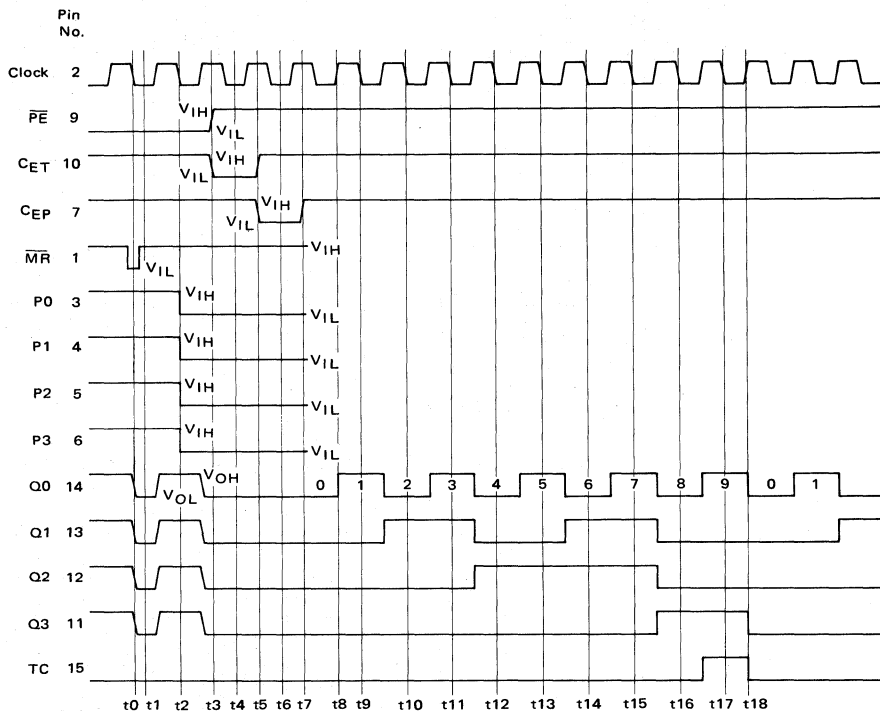 Pin
No.
Clock 2
PE 9 VIH VIL
CET 10 VIH VIL
CEP 7 VIH VIL
MR 1 VIL VIH
P0 3 VIH VIL
P1 4 VIH VIL
P2 5 VIH VIL
P3 6 VIH VIL
Q0 14 VOL VOH 0 1 2 3 4 5 6 7 8 9 0 1
Q1 13
Q2 12
Q3 11
TC 15
t0 t1 t2 t3 t4 t5 t6 t7 t8 t9 t10 t11 t12 t13 t14 t15 t16 t17 t18